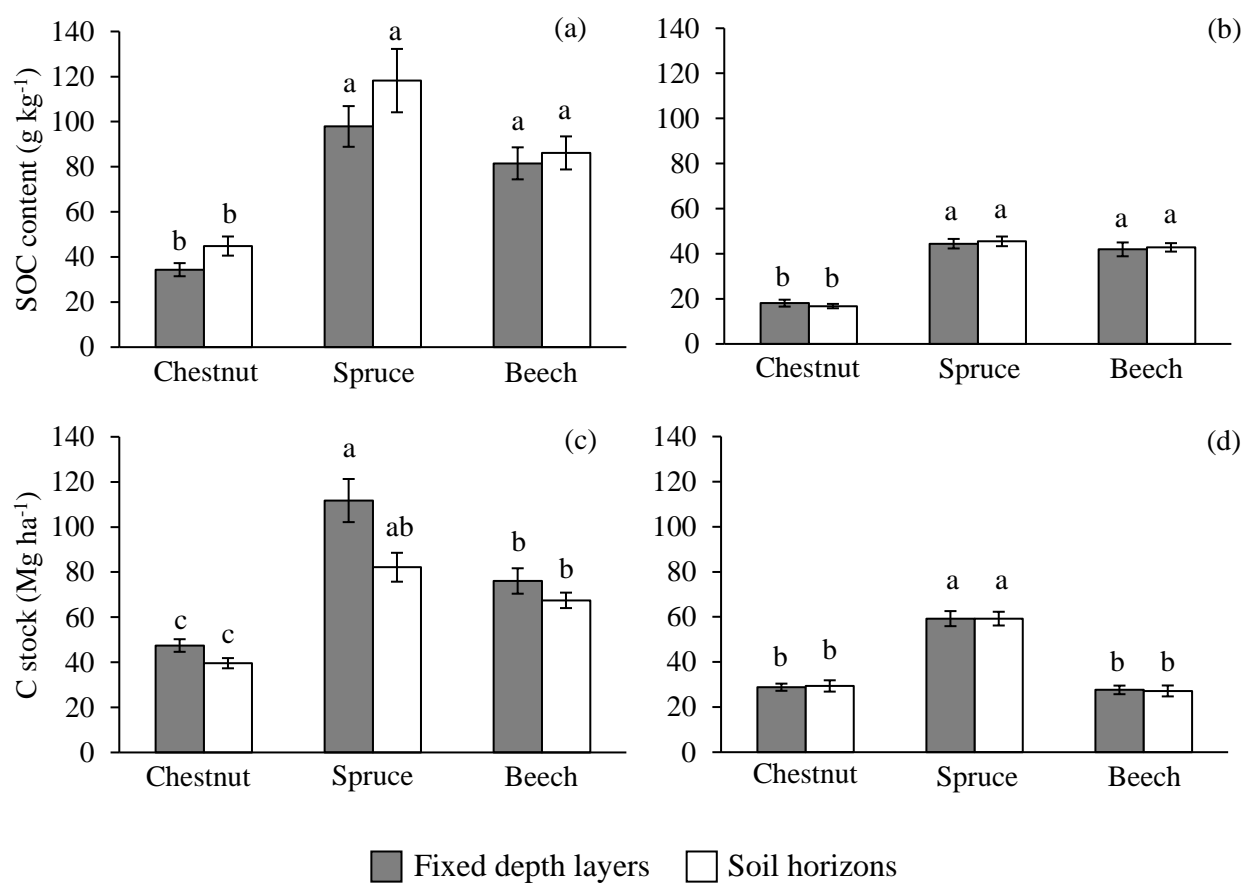 (a)
SOC content (g kg⁻¹)
140
120
100
80
60
40
20
0
b b a a a a
Chestnut Spruce Beech
(b)
140
120
100
80
60
40
20
0
b b a a a a
Chestnut Spruce Beech
(c)
C stock (Mg ha⁻¹)
140
120
100
80
60
40
20
0
c c a ab b b
Chestnut Spruce Beech
(d)
140
120
100
80
60
40
20
0
b b a a b b
Chestnut Spruce Beech
Fixed depth layers Soil horizons